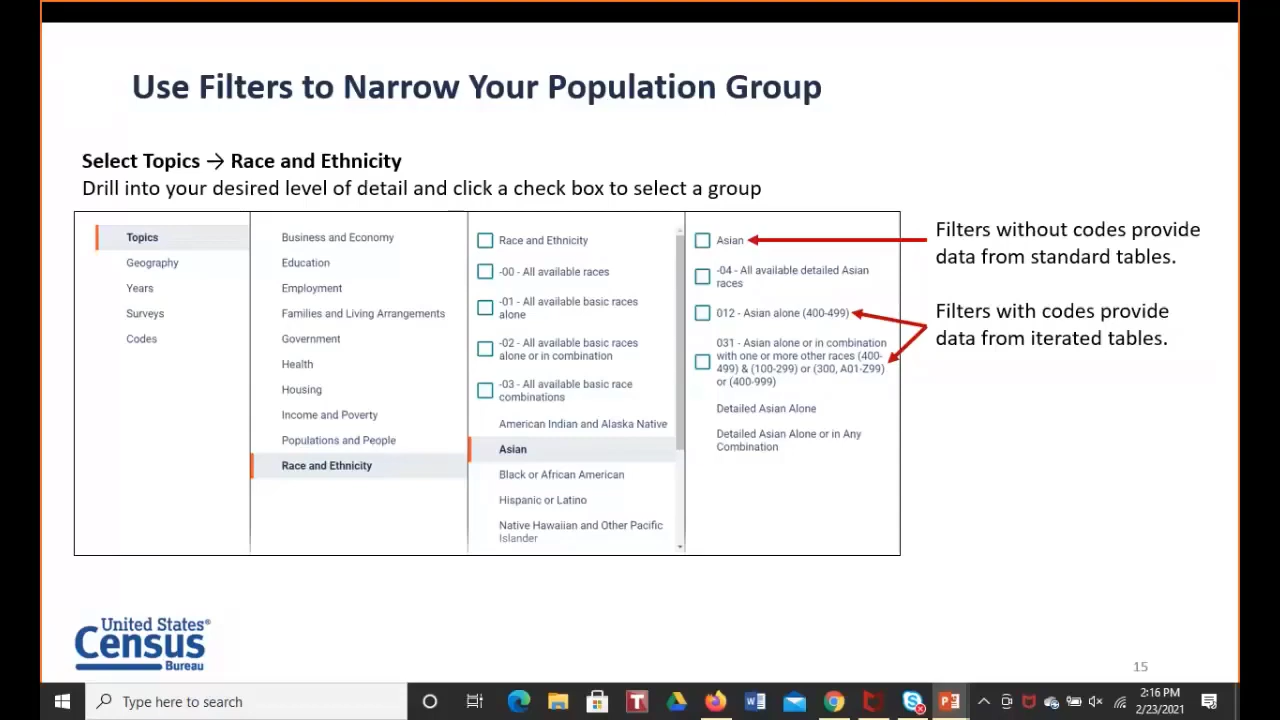 Use Filters to Narrow Your Population Group
Select Topics → Race and Ethnicity
Drill into your desired level of detail and click a check box to select a group
Topics
Geography
Years
Surveys
Codes
Business and Economy
Education
Employment
Families and Living Arrangements
Government
Health
Housing
Income and Poverty
Populations and People
Race and Ethnicity
Race and Ethnicity
-00 - All available races
-01 - All available basic races
alone
-02 - All available basic races
alone or in combination
-03 - All available basic race
combinations
American Indian and Alaska Native
Asian
Black or African American
Hispanic or Latino
Native Hawaiian and Other Pacific
Islander
Asian
-04 - All available detailed Asian
races
012 - Asian alone (400-499)
031 - Asian alone or in combination
with one or more other races (400-
499) & (100-299) or (300, A01-Z99)
or (400-999)
Detailed Asian Alone
Detailed Asian Alone or in Any
Combination
Filters without codes provide
data from standard tables.
Filters with codes provide
data from iterated tables.
United States®
Census
Bureau
15
Type here to search
2:16 PM
2/23/2021